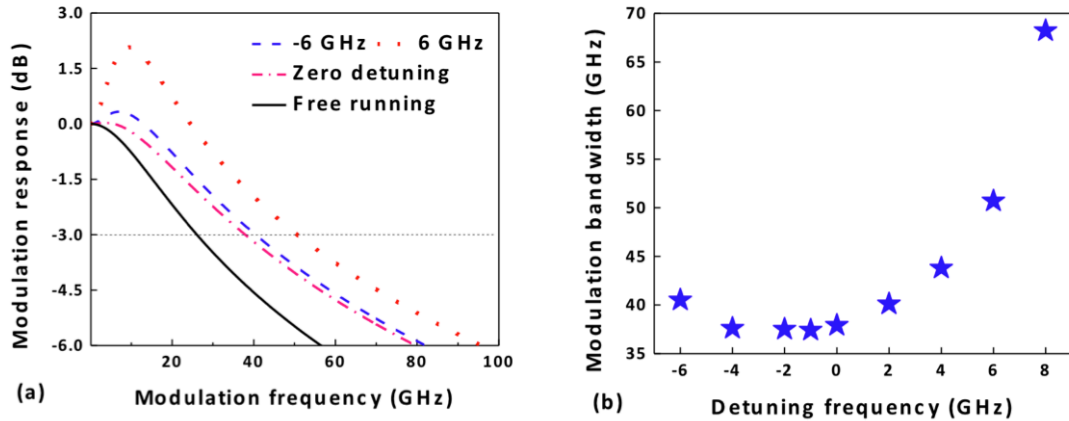 3.0
1.5
0.0
-1.5
-3.0
-4.5
-6.0
Modulation response (dB)
-6 GHz 6 GHz
Zero detuning
Free running
20 40 60 80 100
Modulation frequency (GHz)
(a)
70
65
60
55
50
45
40
35
Modulation bandwidth (GHz)
-6 -4 -2 0 2 4 6 8
Detuning frequency (GHz)
(b)